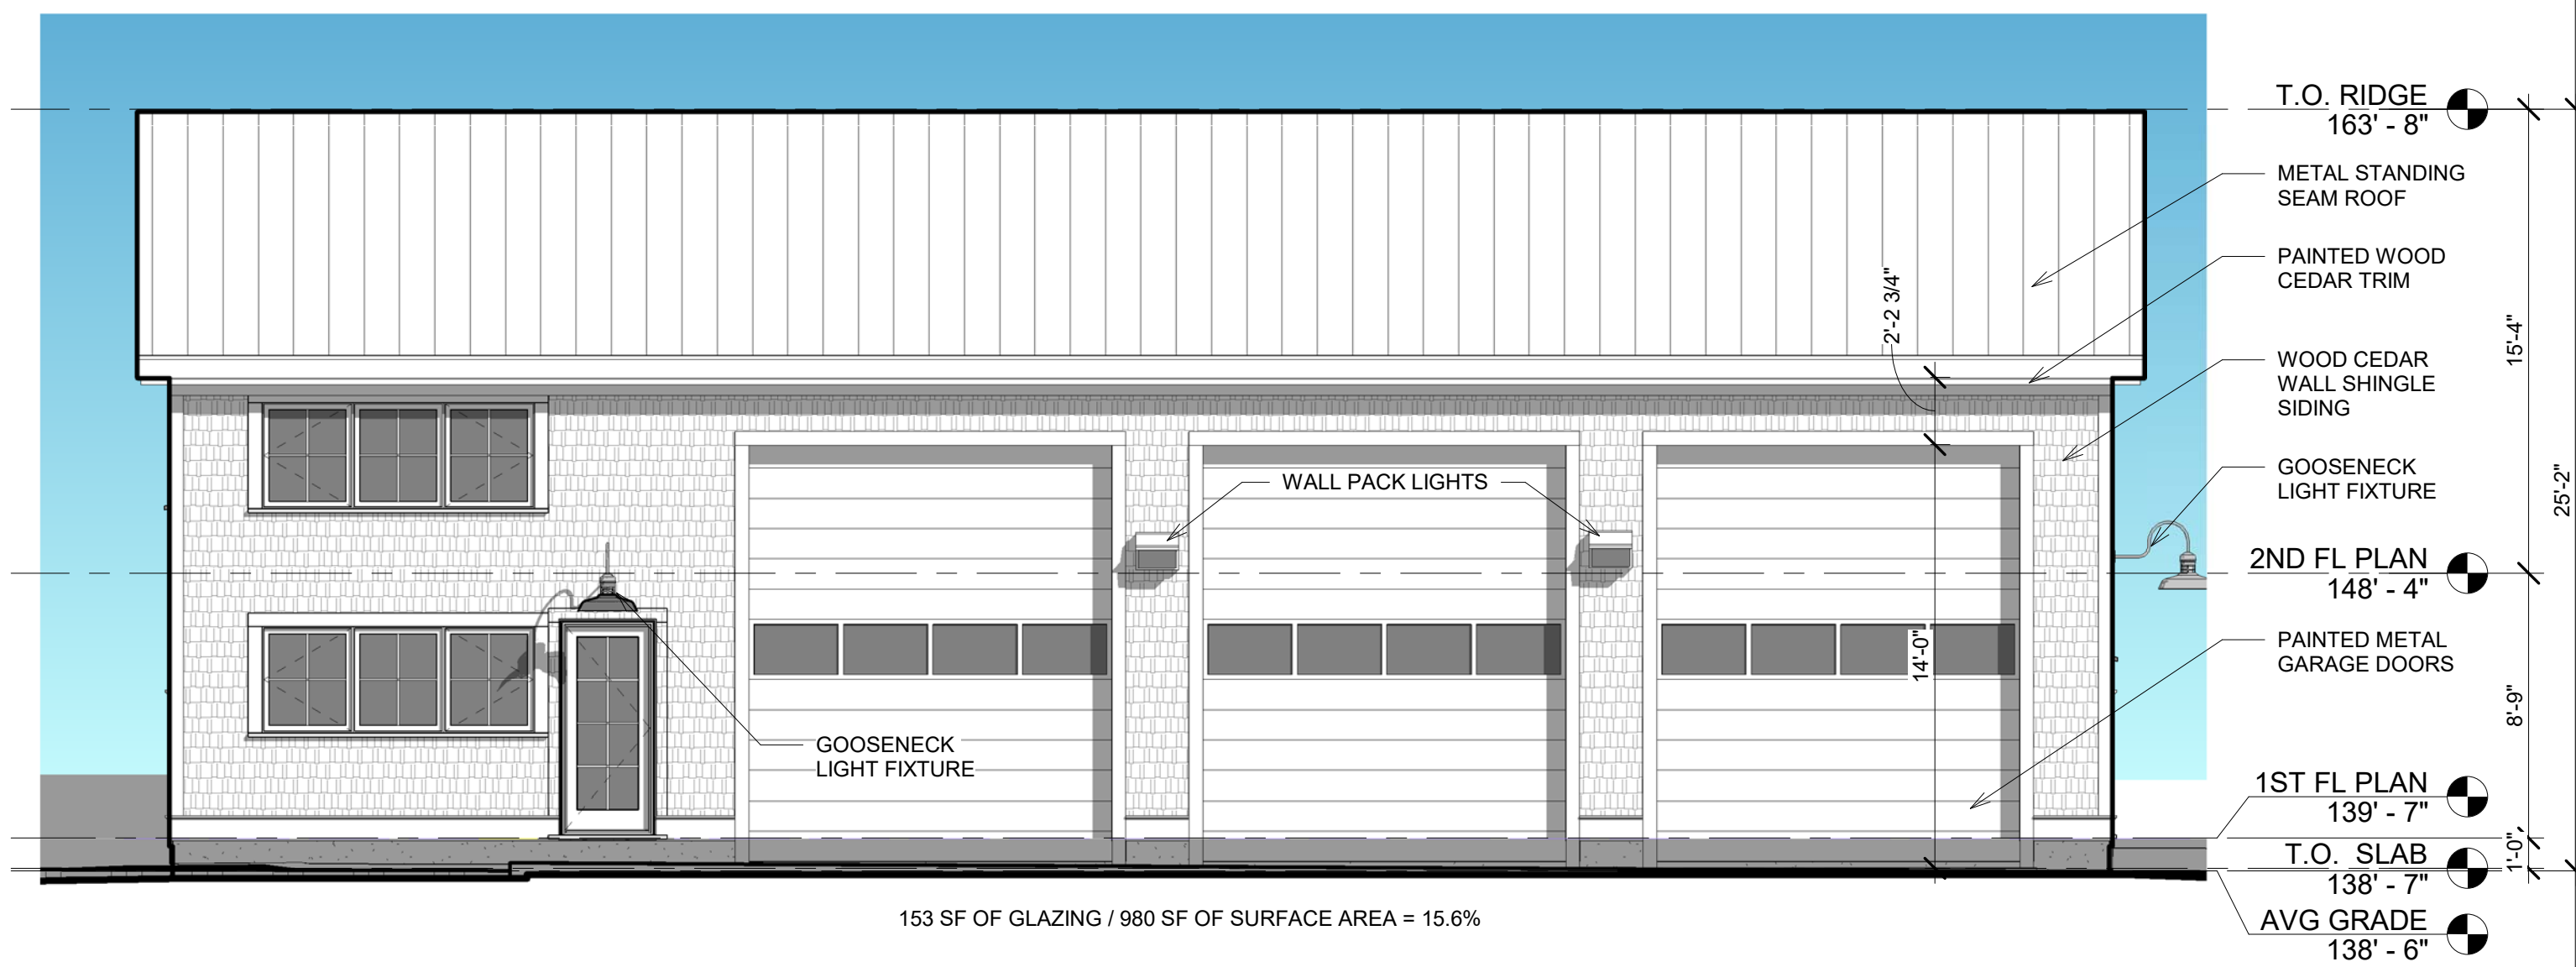 T.O. RIDGE
163' - 8"
METAL STANDING
SEAM ROOF
PAINTED WOOD
CEDAR TRIM
2'-2 3/4"
15'-4"
WOOD CEDAR
WALL SHINGLE
SIDING
WALL PACK LIGHTS
GOOSENECK
LIGHT FIXTURE
25'-2"
2ND FL PLAN
148' - 4"
14'-0"
PAINTED METAL
GARAGE DOORS
8'-9"
GOOSENECK
LIGHT FIXTURE
1ST FL PLAN
139' - 7"
1'-0"
T.O. SLAB
138' - 7"
153 SF OF GLAZING / 980 SF OF SURFACE AREA = 15.6%
AVG GRADE
138' - 6"